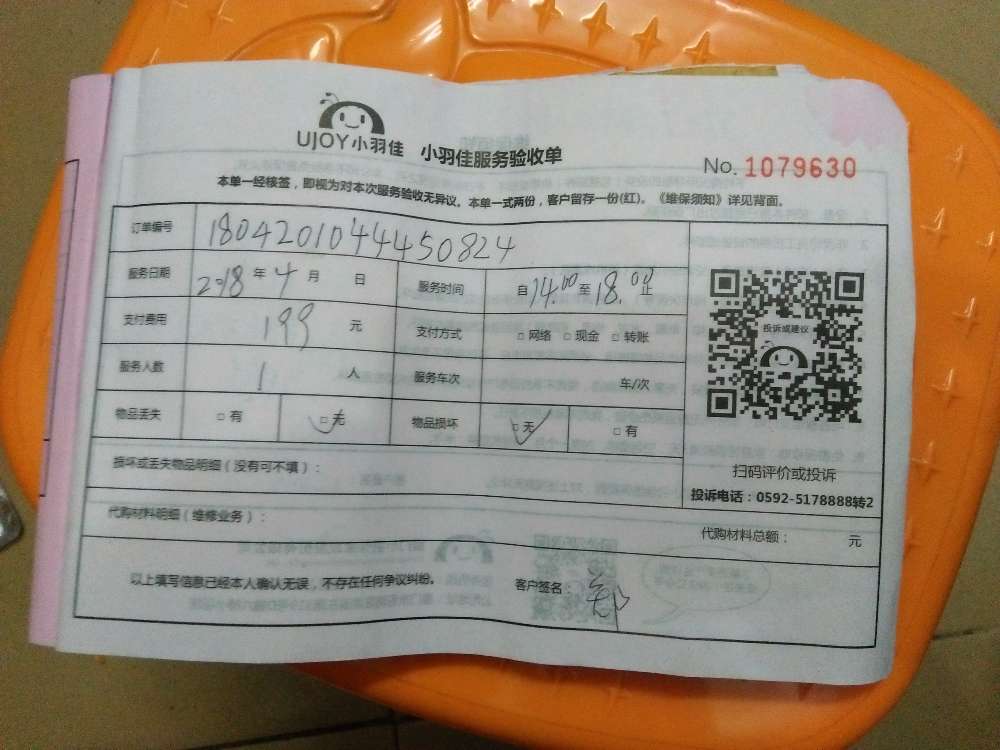 UJOY小羽佳 小羽佳服务验收单
No. 1079630
本单一经核签，即视为对本次服务验收无异议。本单一式两份，客户留存一份(红)。《维保须知》详见背面。
订单编号 1804201044450824
服务日期 2018 年 4 月 日 服务时间 自 14.00 至 18.00 止
支付费用 199 元 支付方式 □ 网络 □ 现金 □ 转账
服务人数 1 人 服务车次 车/次
物品丢失 □ 有 □ 无 物品损坏 □ 无 □ 有
投诉或建议
扫码评价或投诉
投诉电话：0592-5178888转2
损坏或丢失物品明细（没有可不填）：
代购材料明细（维修业务）： 代购材料总额： 元
以上填写信息已经本人确认无误，不存在任何争议纠纷。 客户签名： 郑